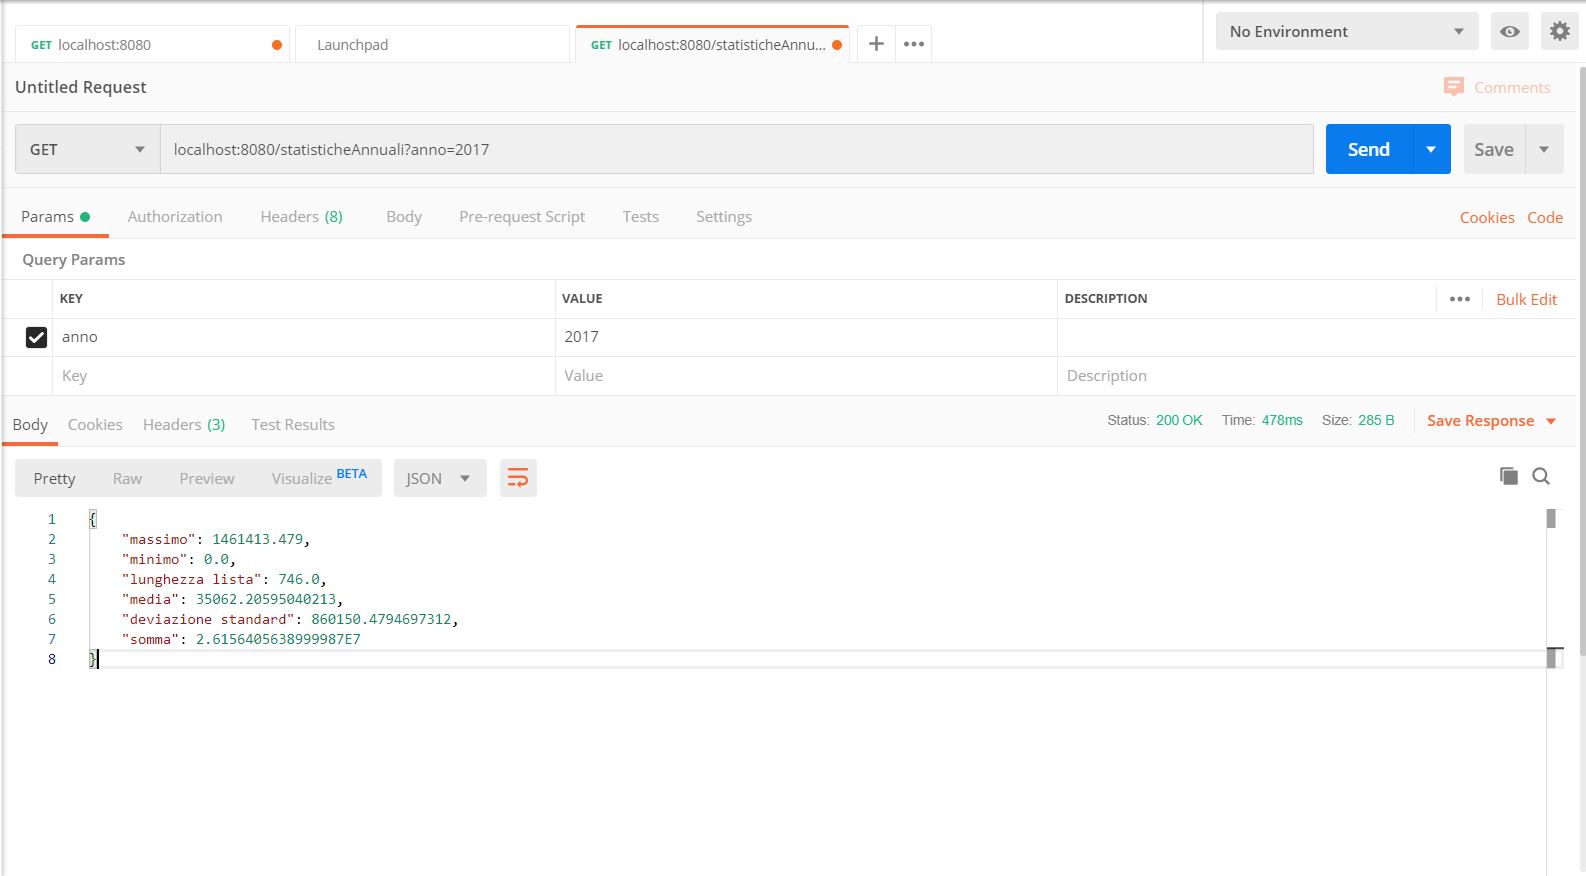 GET localhost:8080
Launchpad
GET localhost:8080/statisticheAnnu...
No Environment
Untitled Request
Comments
GET
localhost:8080/statisticheAnnuali?anno=2017
Send
Save
Params
Authorization
Headers (8)
Body
Pre-request Script
Tests
Settings
Cookies
Code
Query Params
KEY
VALUE
DESCRIPTION
Bulk Edit
anno
2017
Key
Value
Description
Body
Cookies
Headers (3)
Test Results
Status: 200 OK
Time: 478ms
Size: 285 B
Save Response
Pretty
Raw
Preview
Visualize BETA
JSON
1 {
2 "massimo": 1461413.479,
3 "minimo": 0.0,
4 "lunghezza lista": 746.0,
5 "media": 35062.20595040213,
6 "deviazione standard": 860150.4794697312,
7 "somma": 2.6156405638999987E7
8 }